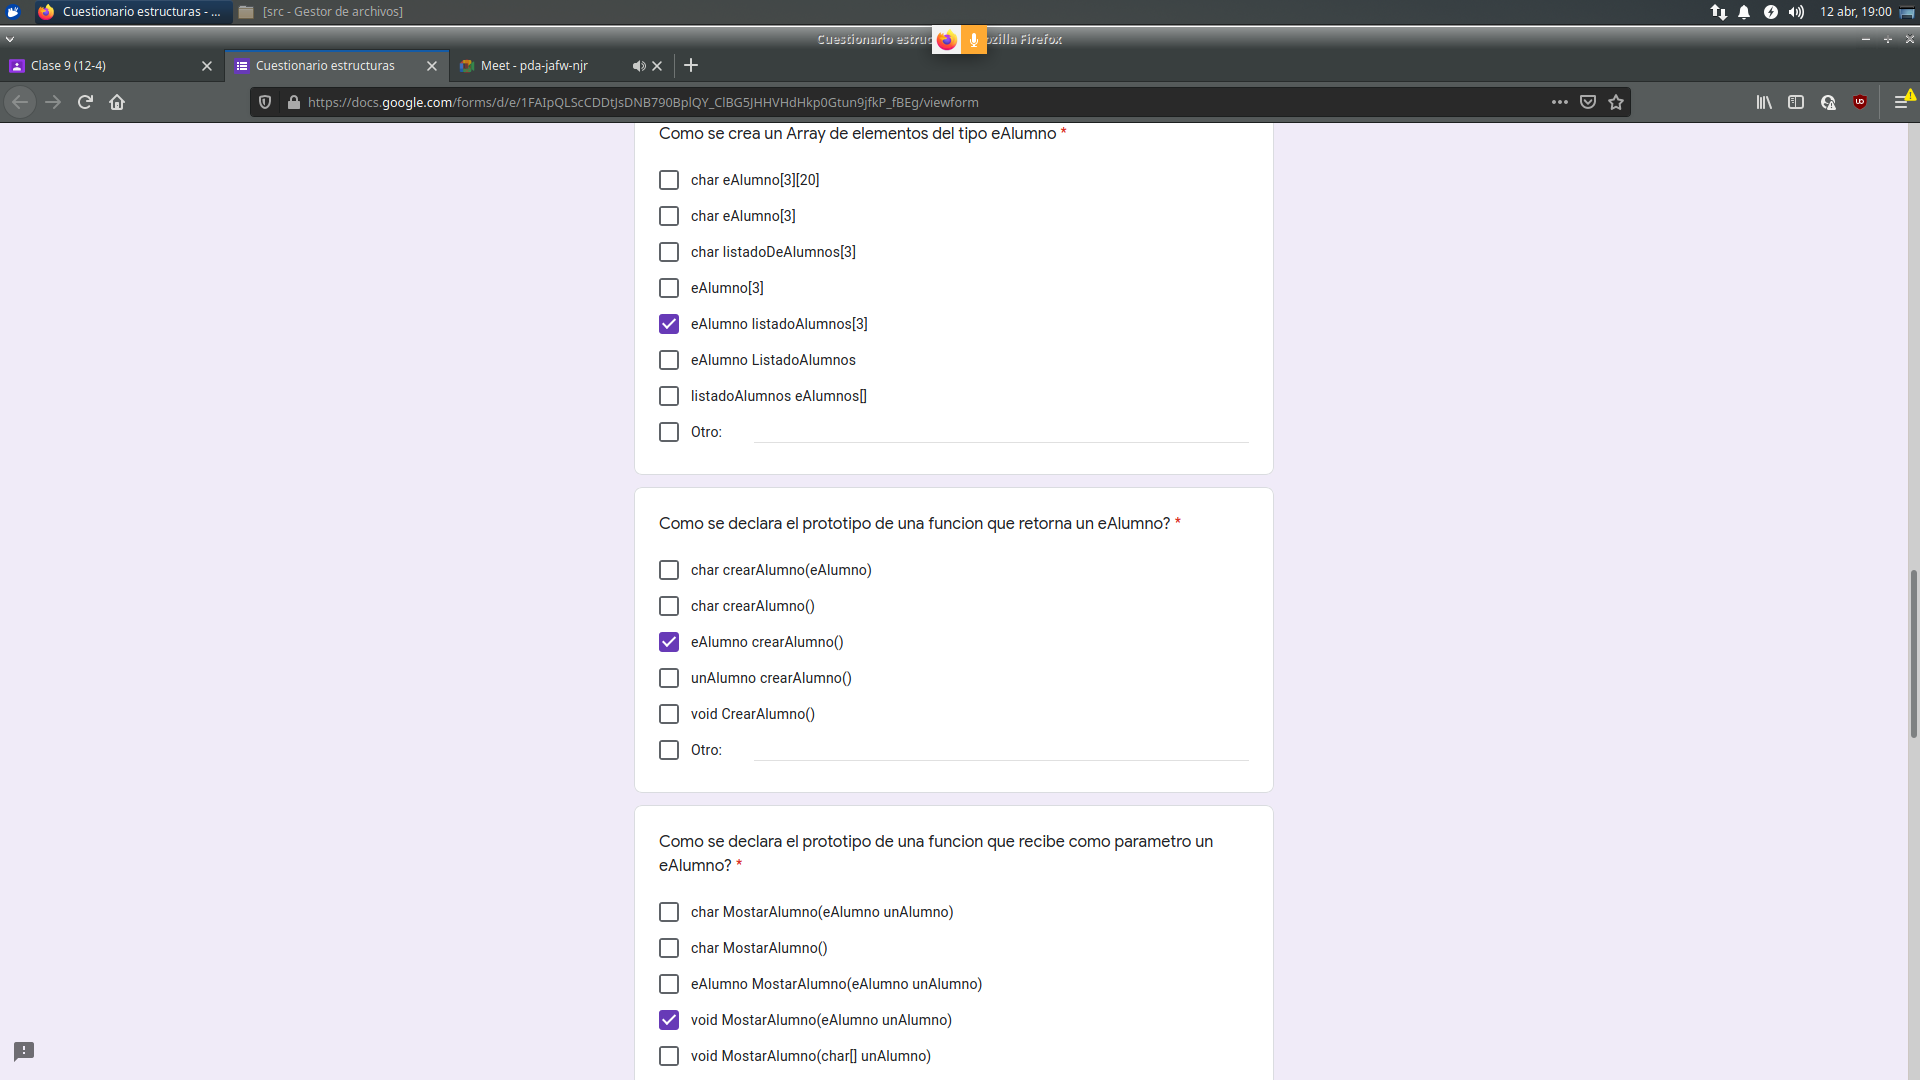 Cuestionario estructuras - ...
[src - Gestor de archivos]
12 abr, 19:00
Cuestionario estruc
ozilla Firefox
Clase 9 (12-4)
Cuestionario estructuras
Meet - pda-jafw-njr
https://docs.google.com/forms/d/e/1FAIpQLScCDDtJsDNB790BplQY_ClBG5JHHVHdHkp0Gtun9jfkP_fBEg/viewform
Como se crea un Array de elementos del tipo eAlumno *
char eAlumno[3][20]
char eAlumno[3]
char listadoDeAlumnos[3]
eAlumno[3]
eAlumno listadoAlumnos[3]
eAlumno ListadoAlumnos
listadoAlumnos eAlumnos[]
Otro:
Como se declara el prototipo de una funcion que retorna un eAlumno? *
char crearAlumno(eAlumno)
char crearAlumno()
eAlumno crearAlumno()
unAlumno crearAlumno()
void CrearAlumno()
Otro:
Como se declara el prototipo de una funcion que recibe como parametro un
eAlumno? *
char MostarAlumno(eAlumno unAlumno)
char MostarAlumno()
eAlumno MostarAlumno(eAlumno unAlumno)
void MostarAlumno(eAlumno unAlumno)
void MostarAlumno(char[] unAlumno)